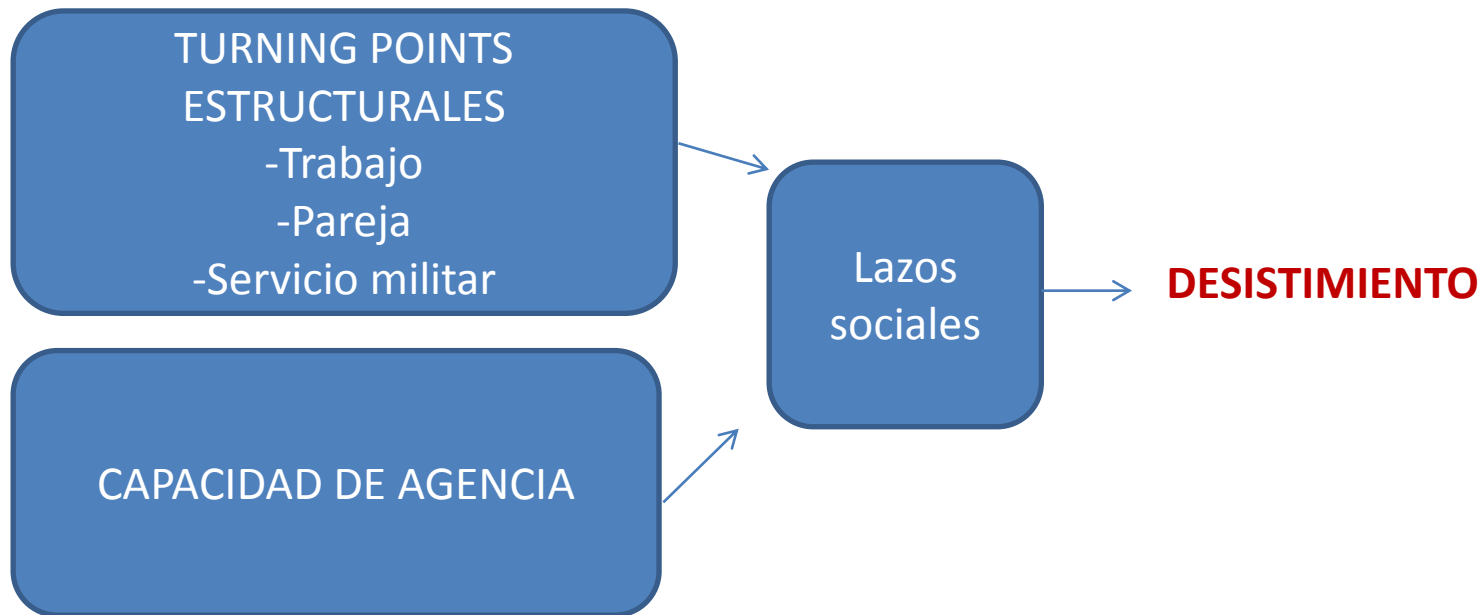 TURNING POINTS
ESTRUCTURALES
-Trabajo
-Pareja
-Servicio militar
CAPACIDAD DE AGENCIA
Lazos
sociales
DESISTIMIENTO